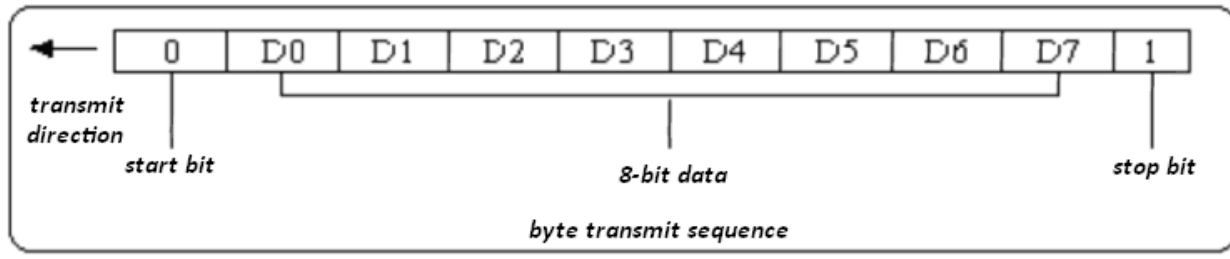 0 D0 D1 D2 D3 D4 D5 D6 D7 1
transmit
direction
start bit
8-bit data
stop bit
byte transmit sequence